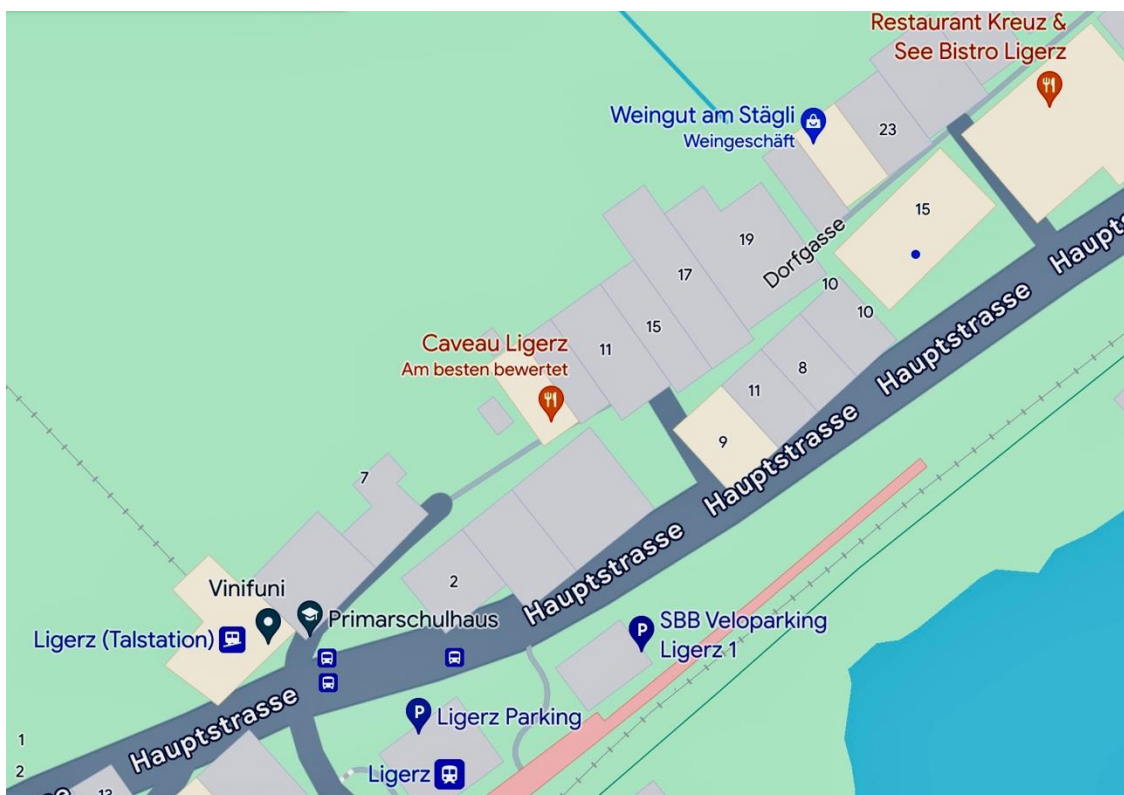 Restaurant Kreuz &
See Bistro Ligerz
Weingut am Stägli
Weingeschäft
23
15
Haupts
19
Dorfgasse
17
10
10
Hauptstrasse
15
11
Caveau Ligerz
Am besten bewertet
8
11
9
Hauptstrasse
7
2
Hauptstrasse
Vinifuni
Primarschulhaus
Ligerz (Talstation)
SBB Veloparking
Ligerz 1
P
Hauptstrasse
P
Ligerz Parking
Ligerz
1
2
13